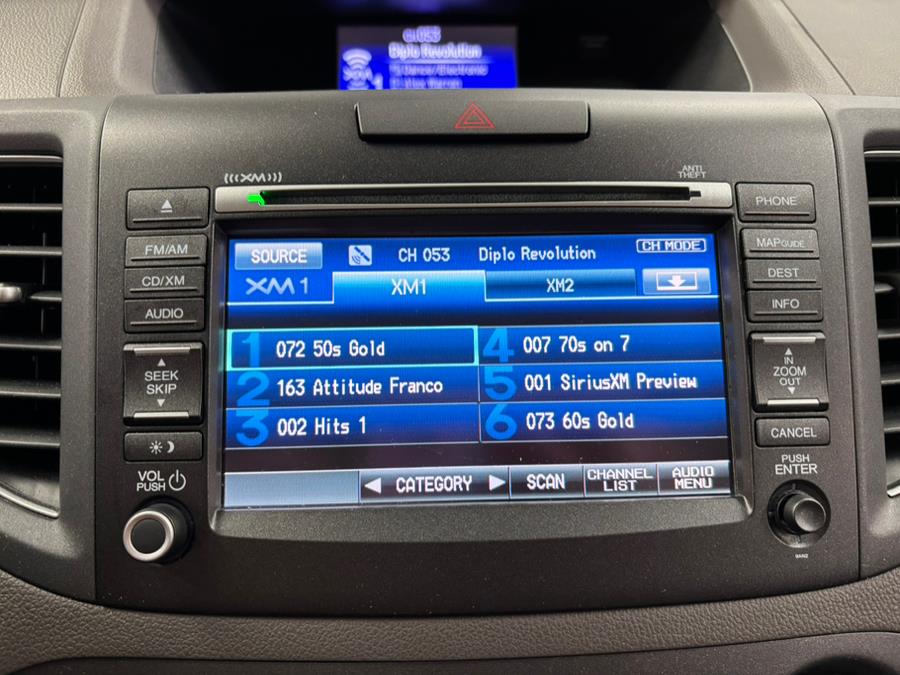 CH 053
Diplo Revolution
XM
ANTI
THEFT
PHONE
FM/AM
MAP GUIDE
SOURCE
CH 053
Diplo Revolution
CH MODE
CD/XM
DEST
XM 1
XM1
XM2
AUDIO
INFO
1 072 50s Gold
4 007 70s on 7
SEEK
SKIP
IN
ZOOM
OUT
2 163 Attitude Franco
5 001 SiriusXM Preview
3 002 Hits 1
6 073 60s Gold
CANCEL
VOL
PUSH
PUSH
ENTER
CATEGORY
SCAN
CHANNEL
LIST
AUDIO
MENU